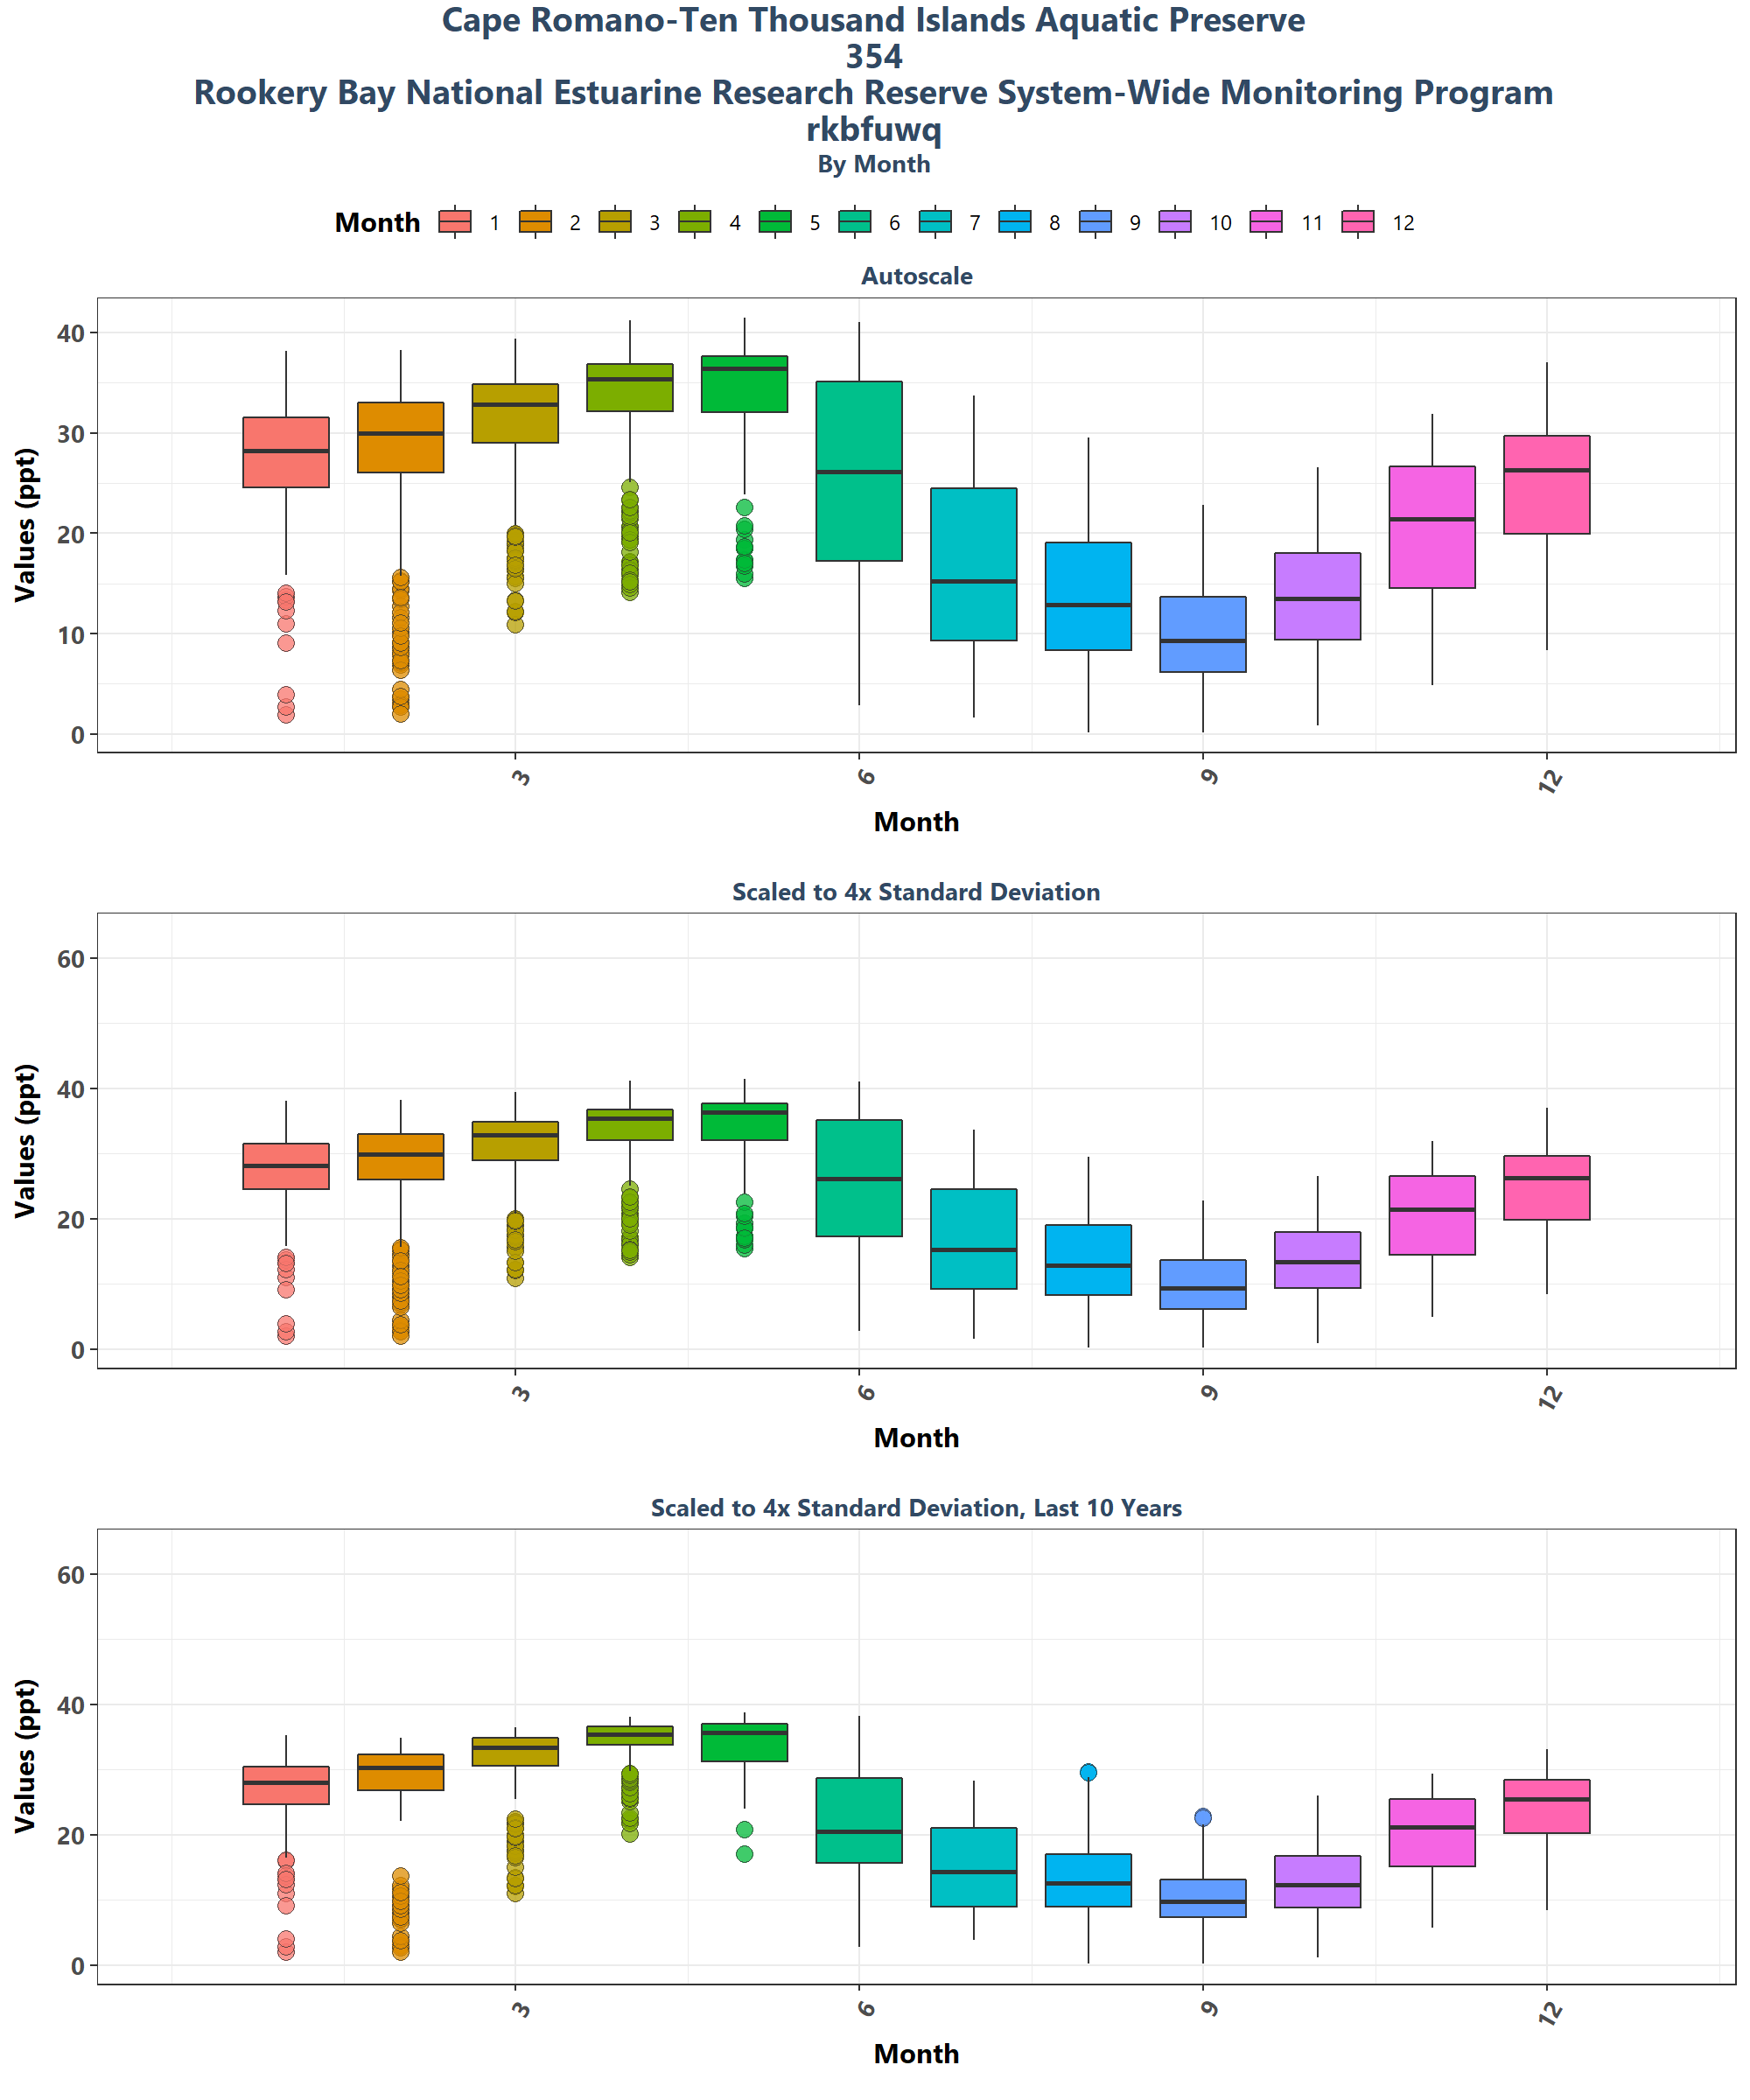 Cape Romano-Ten Thousand Islands Aquatic Preserve
354
Rookery Bay National Estuarine Research Reserve System-Wide Monitoring Program
rkbfuwq
By Month
Month 1 2 3 4 5 6 7 8 9 10 11 12
Autoscale
Values (ppt)
40
30
20
10
0
3 6 9 12
Month
Scaled to 4x Standard Deviation
Values (ppt)
60
40
20
0
3 6 9 12
Month
Scaled to 4x Standard Deviation, Last 10 Years
Values (ppt)
60
40
20
0
3 6 9 12
Month